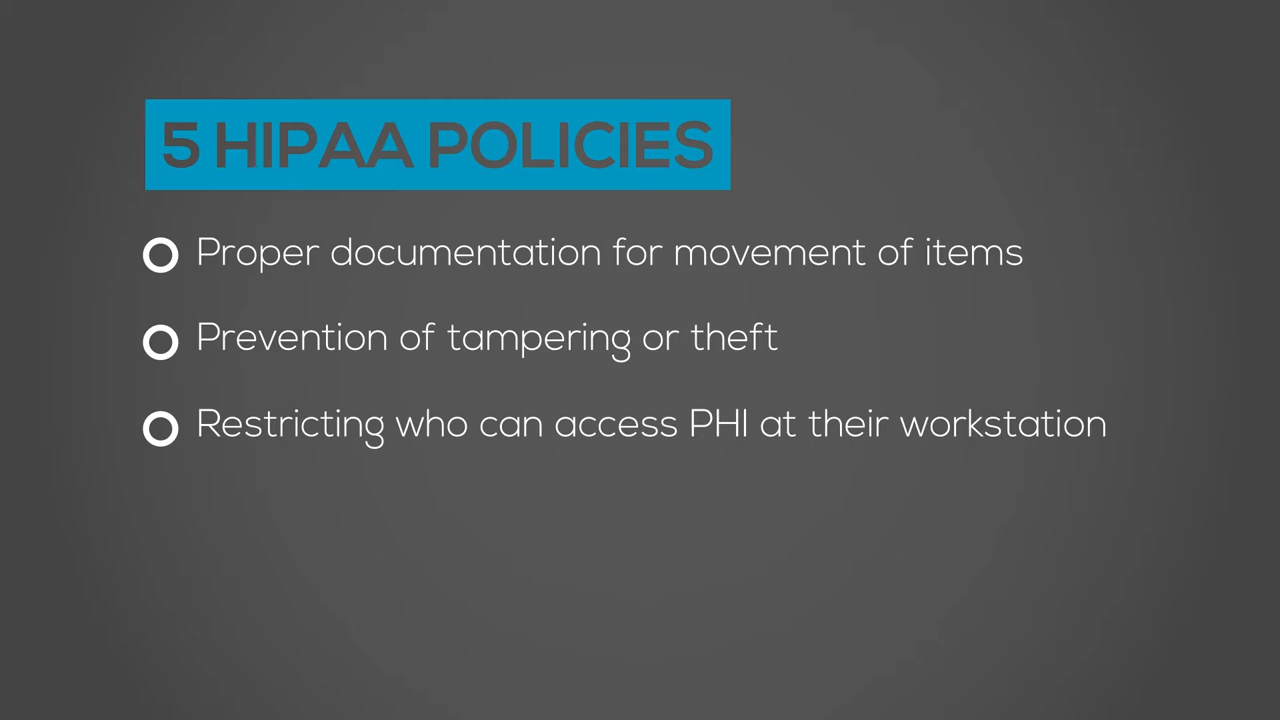 5 HIPAA POLICIES
Proper documentation for movement of items
Prevention of tampering or theft
Restricting who can access PHI at their workstation